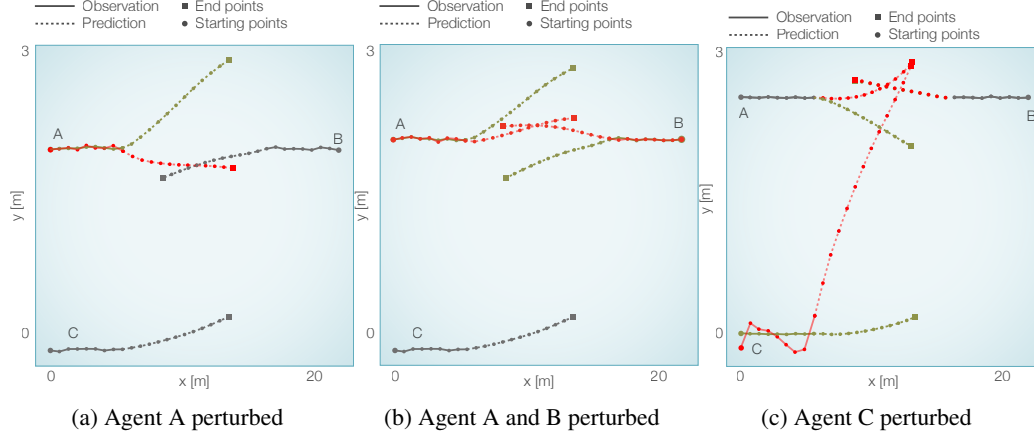 Observation
End points
Prediction
Starting points
3
A
B
y [m]
0
C
0
x [m]
20
(a) Agent A perturbed
Observation
End points
Prediction
Starting points
3
A
B
y [m]
0
C
0
x [m]
20
(b) Agent A and B perturbed
Observation
End points
Prediction
Starting points
3
A
B
y [m]
0
C
0
x [m]
20
(c) Agent C perturbed